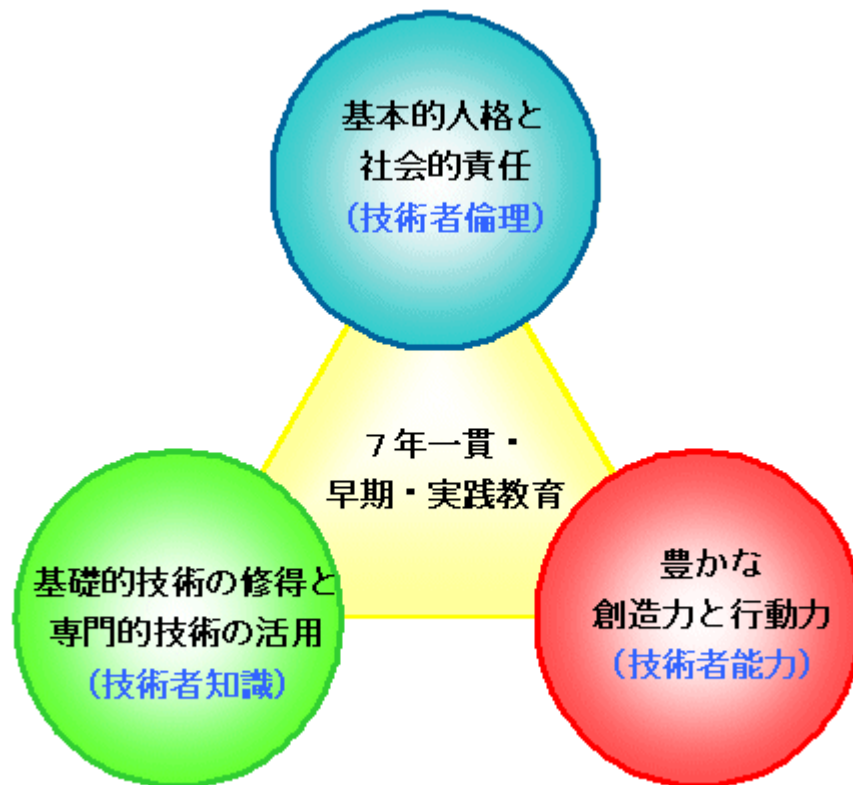 基本的人格と
社会的責任
(技術者倫理)
7年一貫・
早期・実践教育
基礎的技術の修得と
専門的技術の活用
(技術者知識)
豊かな
創造力と行動力
(技術者能力)